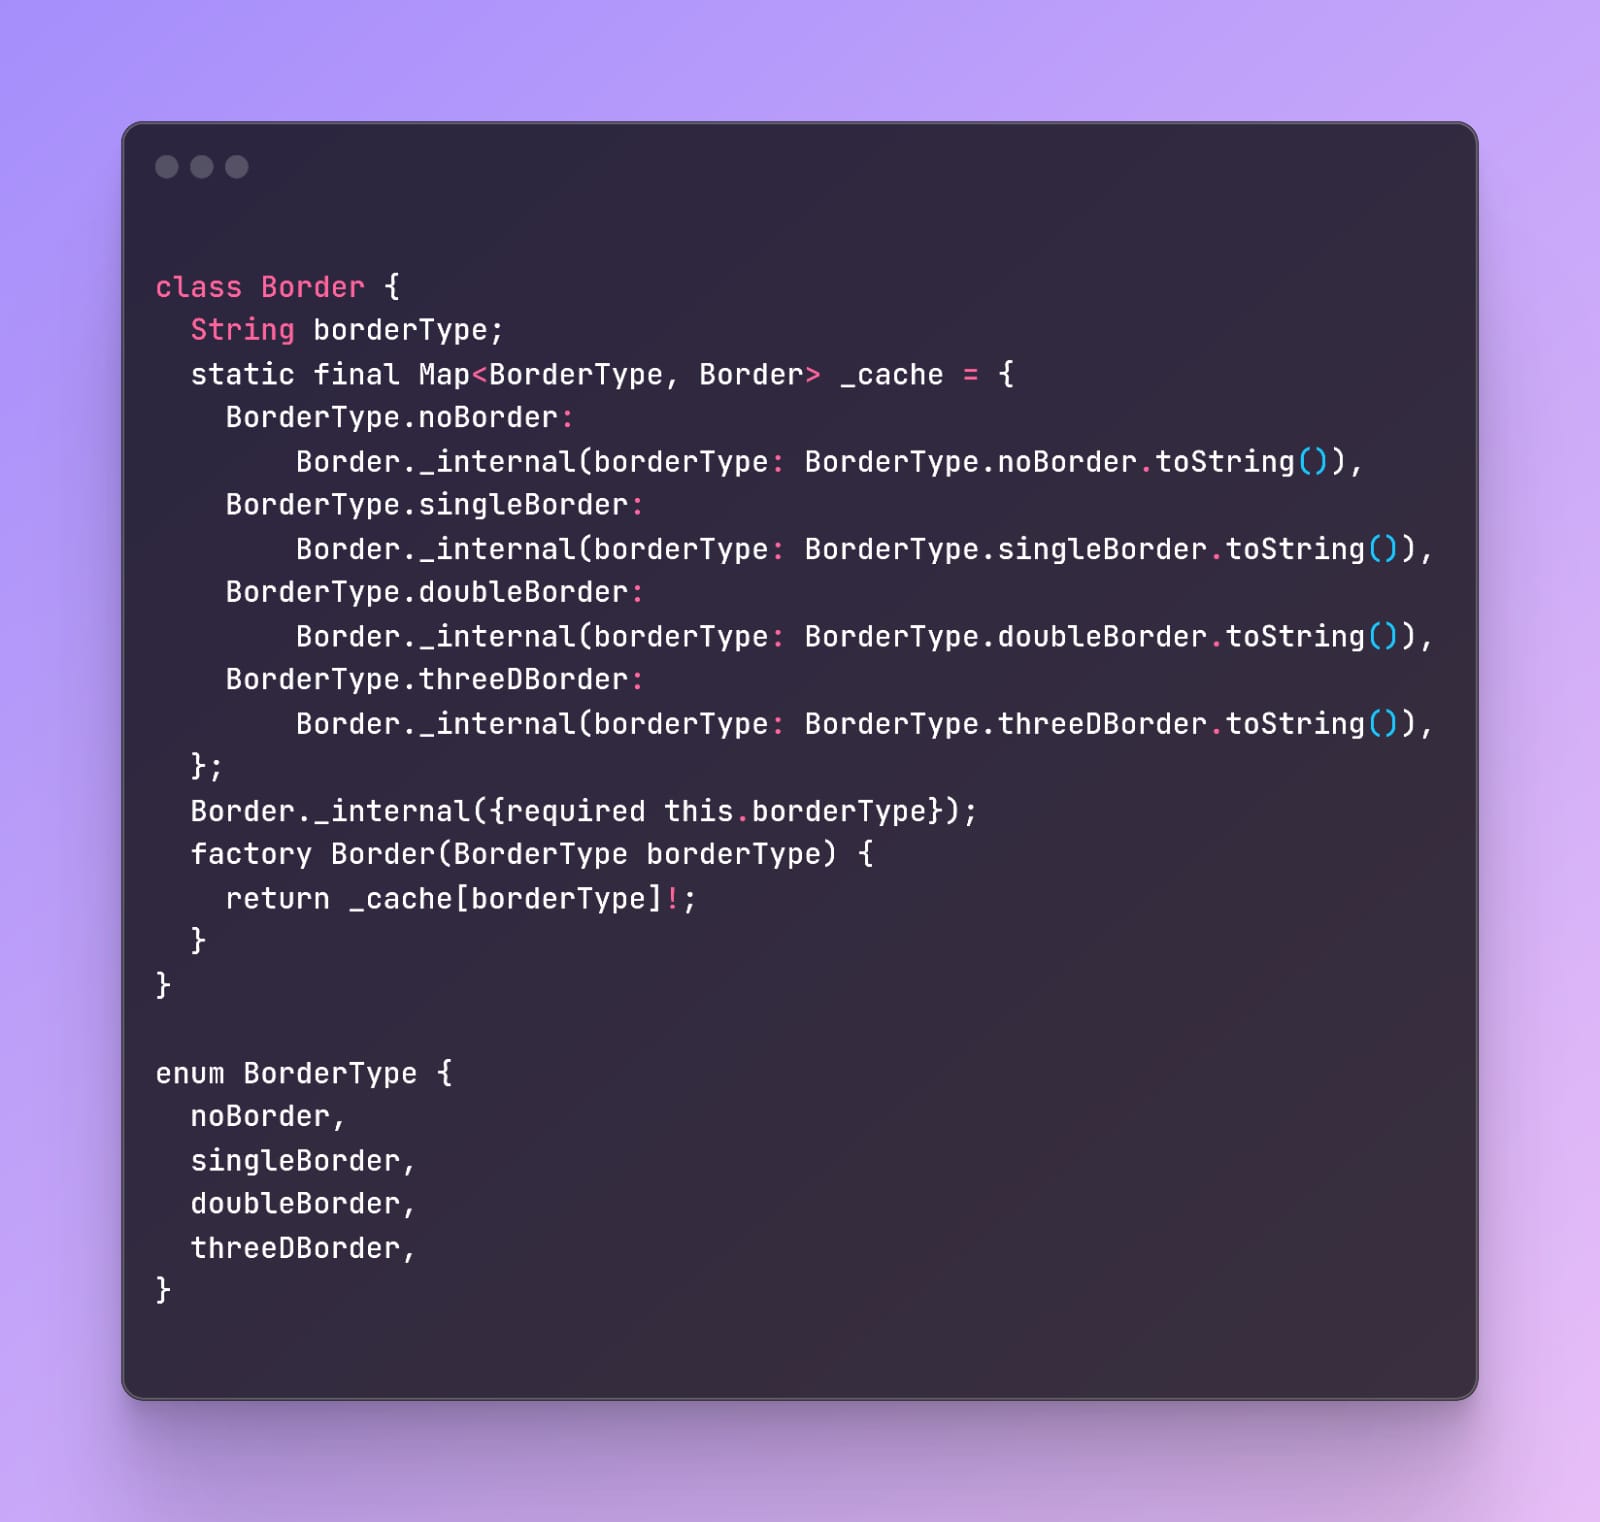 class Border {
  String borderType;
  static final Map<BorderType, Border> _cache = {
    BorderType.noBorder:
        Border._internal(borderType: BorderType.noBorder.toString()),
    BorderType.singleBorder:
        Border._internal(borderType: BorderType.singleBorder.toString()),
    BorderType.doubleBorder:
        Border._internal(borderType: BorderType.doubleBorder.toString()),
    BorderType.threeDBorder:
        Border._internal(borderType: BorderType.threeDBorder.toString()),
  };
  Border._internal({required this.borderType});
  factory Border(BorderType borderType) {
    return _cache[borderType]!;
  }
}

enum BorderType {
  noBorder,
  singleBorder,
  doubleBorder,
  threeDBorder,
}